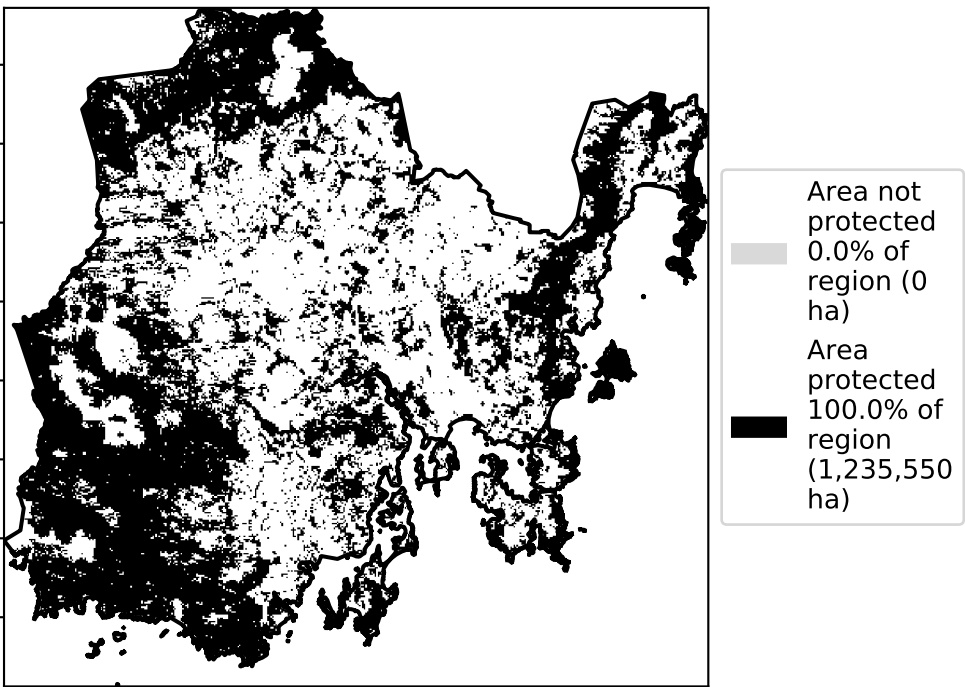 Area not
protected
0.0% of
region (0
ha)
Area
protected
100.0% of
region
(1,235,550
ha)